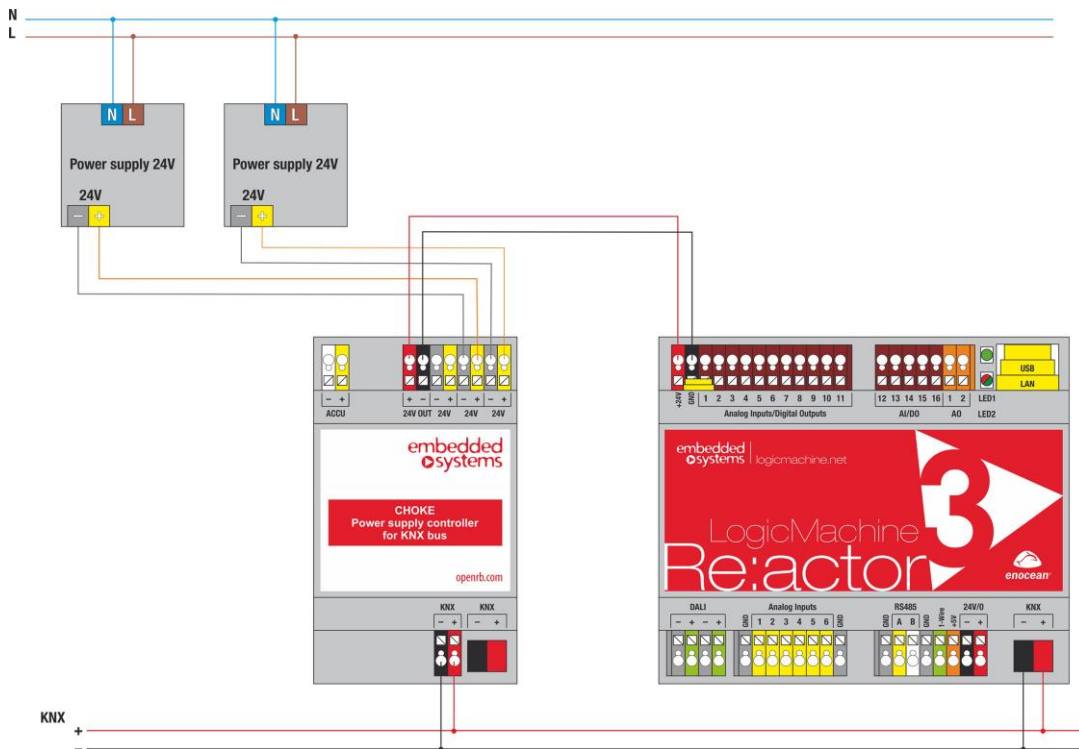 N
L
N L
N L
Power supply 24V
Power supply 24V
24V
24V
− +
− +
− +
+ − − + − + − +
ACCU
24V OUT 24V 24V 24V
embedded
systems
CHOKE
Power supply controller
for KNX bus
openrb.com
KNX KNX
− + − +
+24V GND 1 2 3 4 5 6 7 8 9 10 11
Analog Inputs/Digital Outputs
12 13 14 15 16 1 2
AI/DO AO
LED1
LED2
USB
LAN
embedded
systems
logicmachine.net
3
LogicMachine
Re:actor
enocean
DALI Analog Inputs RS485 24V/0 KNX
− + − + GND 1 2 3 4 5 6 GND GND A B GND 1-Wire +5V − + − +
KNX
+
−